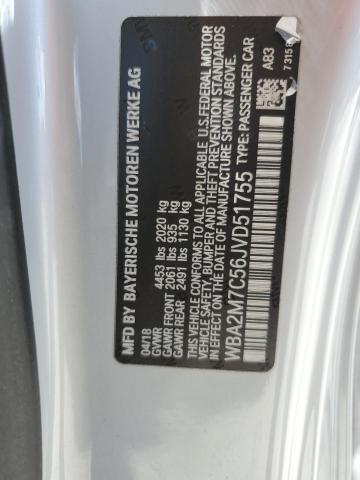 MFD BY BAYERISCHE MOTOREN WERKE AG
04/18
GVWR 4453 lbs 2020 kg
GAWR FRONT 2061 lbs 935 kg
GAWR REAR 2491 lbs 1130 kg
THIS VEHICLE CONFORMS TO ALL APPLICABLE U.S.FEDERAL MOTOR
VEHICLE SAFETY, BUMPER AND THEFT PREVENTION STANDARDS
IN EFFECT ON THE DATE OF MANUFACTURE SHOWN ABOVE.
WBA2M7C56JVD51755 TYPE: PASSENGER CAR
A83
73158